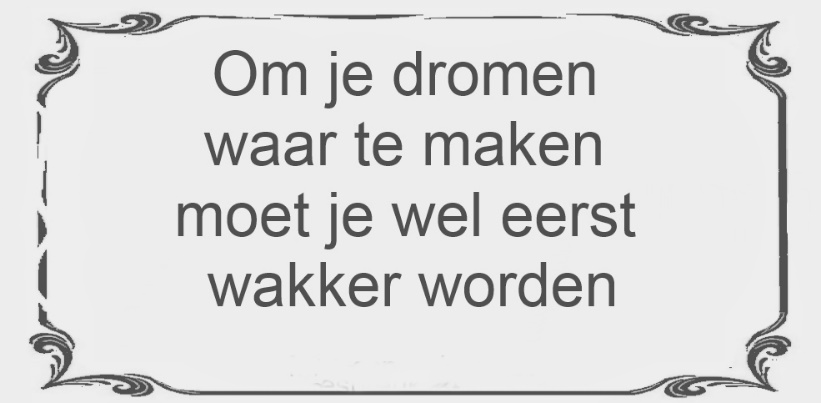 Om je dromen
waar te maken
moet je wel eerst
wakker worden